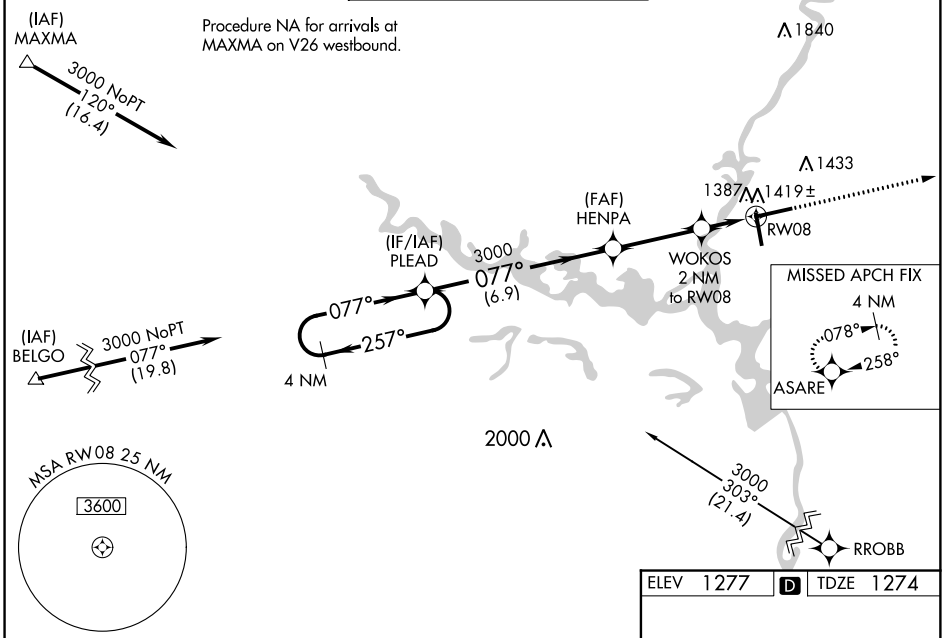 (IAF)
MAXMA
3000 NoPT
120°
(16.4)
Procedure NA for arrivals at
MAXMA on V26 westbound.
1840
1433
1387
1419±
RW08
(FAF)
HENPA
WOKOS
2 NM
to RW08
(IF/IAF)
PLEAD
3000
077°
(6.9)
077°
257°
4 NM
(IAF)
BELGO
3000 NoPT
077°
(19.8)
MISSED APCH FIX
4 NM
078°
258°
ASARE
2000
MSA RW08 25 NM
3600
3000
303°
(21.4)
RROBB
ELEV 1277 D TDZE 1274